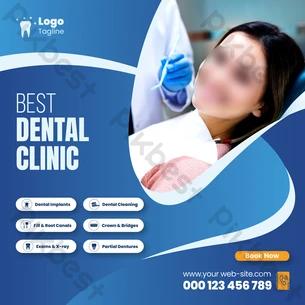 Logo
Tagline
BEST
DENTAL
CLINIC
Dental Implants
Dental Cleaning
Fill & Root Canals
Crown & Bridges
Exams & X-ray
Partial Dentures
Book Now
www.your web-site.com
000 123 456 789
pikbest